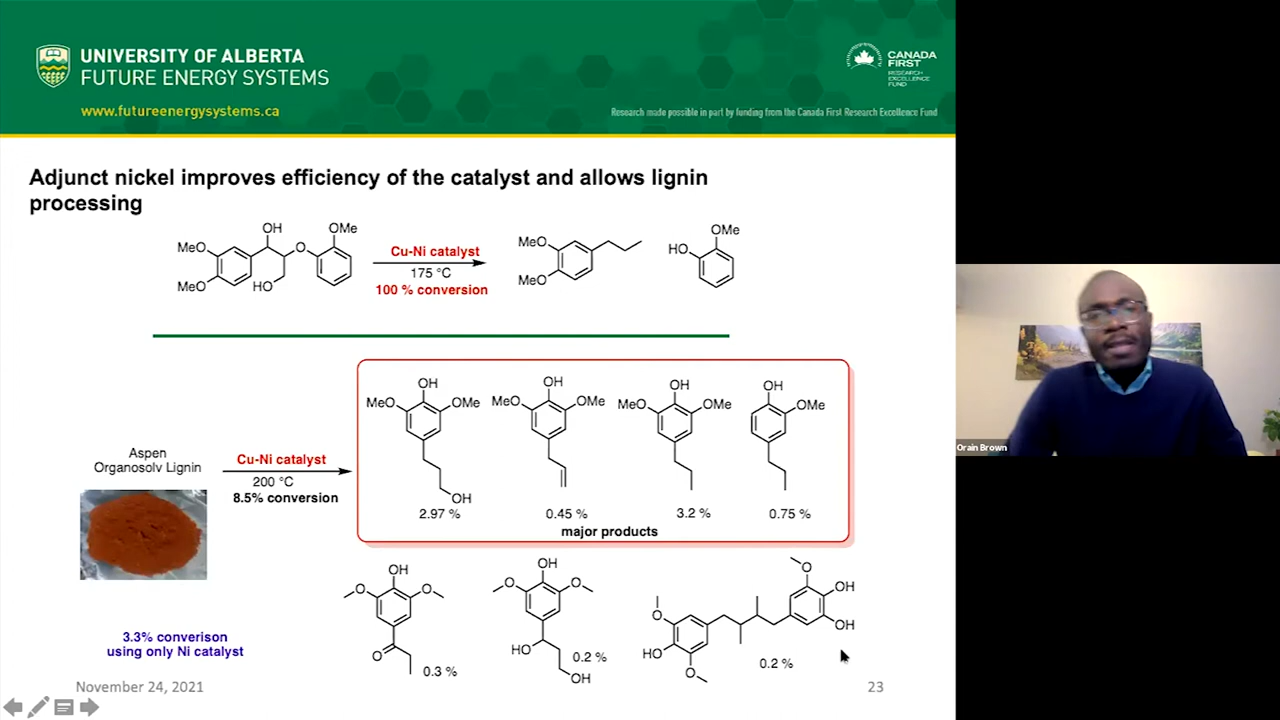 UNIVERSITY OF ALBERTA
FUTURE ENERGY SYSTEMS
www.futureenergysystems.ca
CANADA
FIRST
RESEARCH
EXCELLENCE
FUND
Research made possible in part by funding from the Canada First Research Excellence Fund
Adjunct nickel improves efficiency of the catalyst and allows lignin
processing
OH
OMe
MeO
O
MeO
HO
Cu-Ni catalyst
175 °C
100 % conversion
MeO
MeO
OMe
HO
Aspen
Organosolv Lignin
Cu-Ni catalyst
200 °C
8.5% conversion
OH
MeO
OMe
OH
2.97 %
OH
MeO
OMe
0.45 %
OH
MeO
OMe
3.2 %
OH
OMe
0.75 %
major products
OH
O
O
O
0.3 %
OH
O
O
HO
OH
0.2 %
O
OH
OH
O
HO
O
0.2 %
3.3% converison
using only Ni catalyst
November 24, 2021
23
Orain Brown